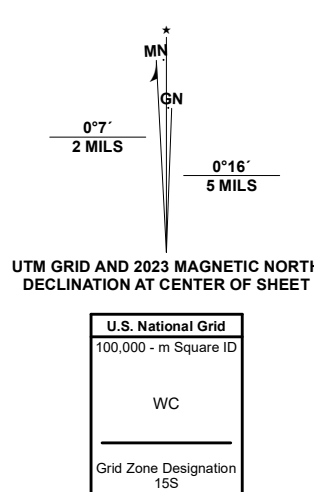 ★
MN
GN
0°7´
2 MILS
0°16´
5 MILS
UTM GRID AND 2023 MAGNETIC NORTH
DECLINATION AT CENTER OF SHEET
U.S. National Grid
100,000 - m Square ID
WC
Grid Zone Designation
15S